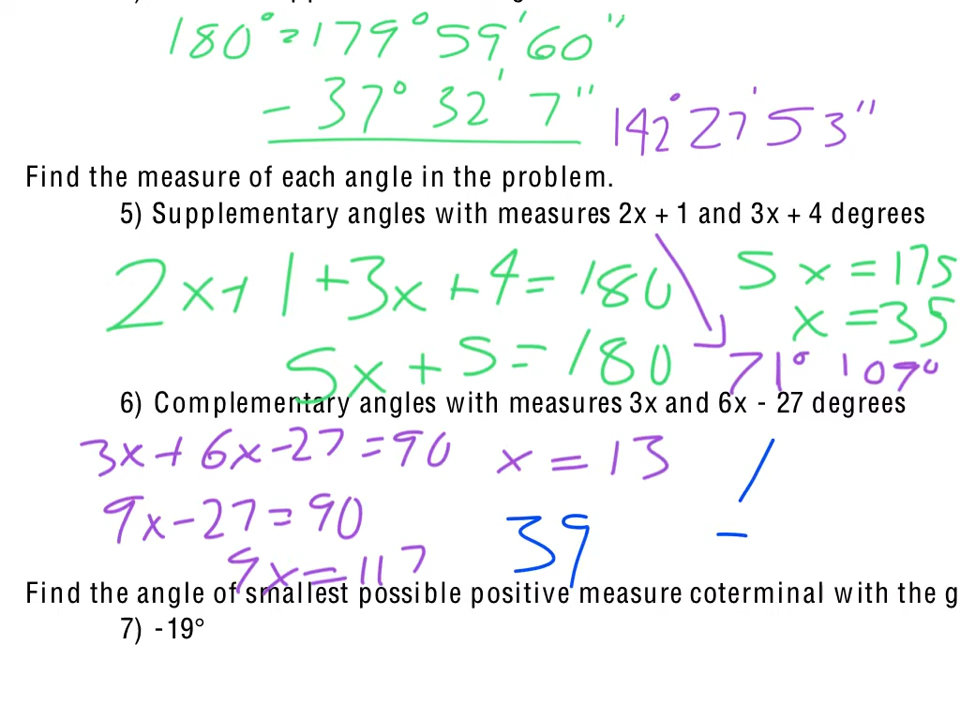 180° = 179° 59' 60"
- 37° 32' 7" 142° 27' 53"
Find the measure of each angle in the problem.
5) Supplementary angles with measures 2x + 1 and 3x + 4 degrees
2x + 1 + 3x + 4 = 180 5x = 175
x = 35
5x + 5 = 180 71° 109°
6) Complementary angles with measures 3x and 6x - 27 degrees
3x + 6x - 27 = 90 x = 13
9x - 27 = 90 39
9x = 117
Find the angle of smallest possible positive measure coterminal with the g
7) -19°